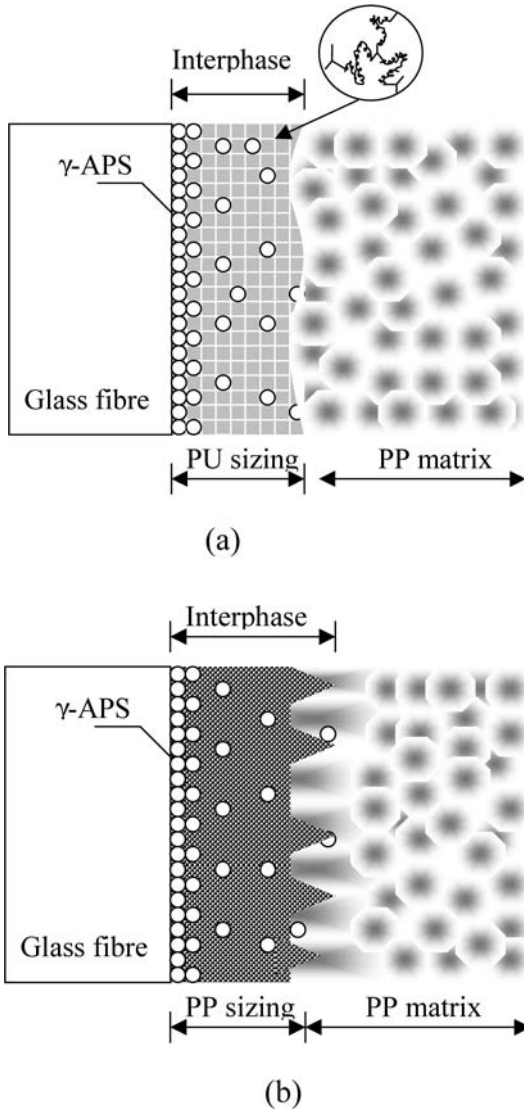 Interphase
γ-APS
Glass fibre
PU sizing
PP matrix
(a)
Interphase
γ-APS
Glass fibre
PP sizing
PP matrix
(b)